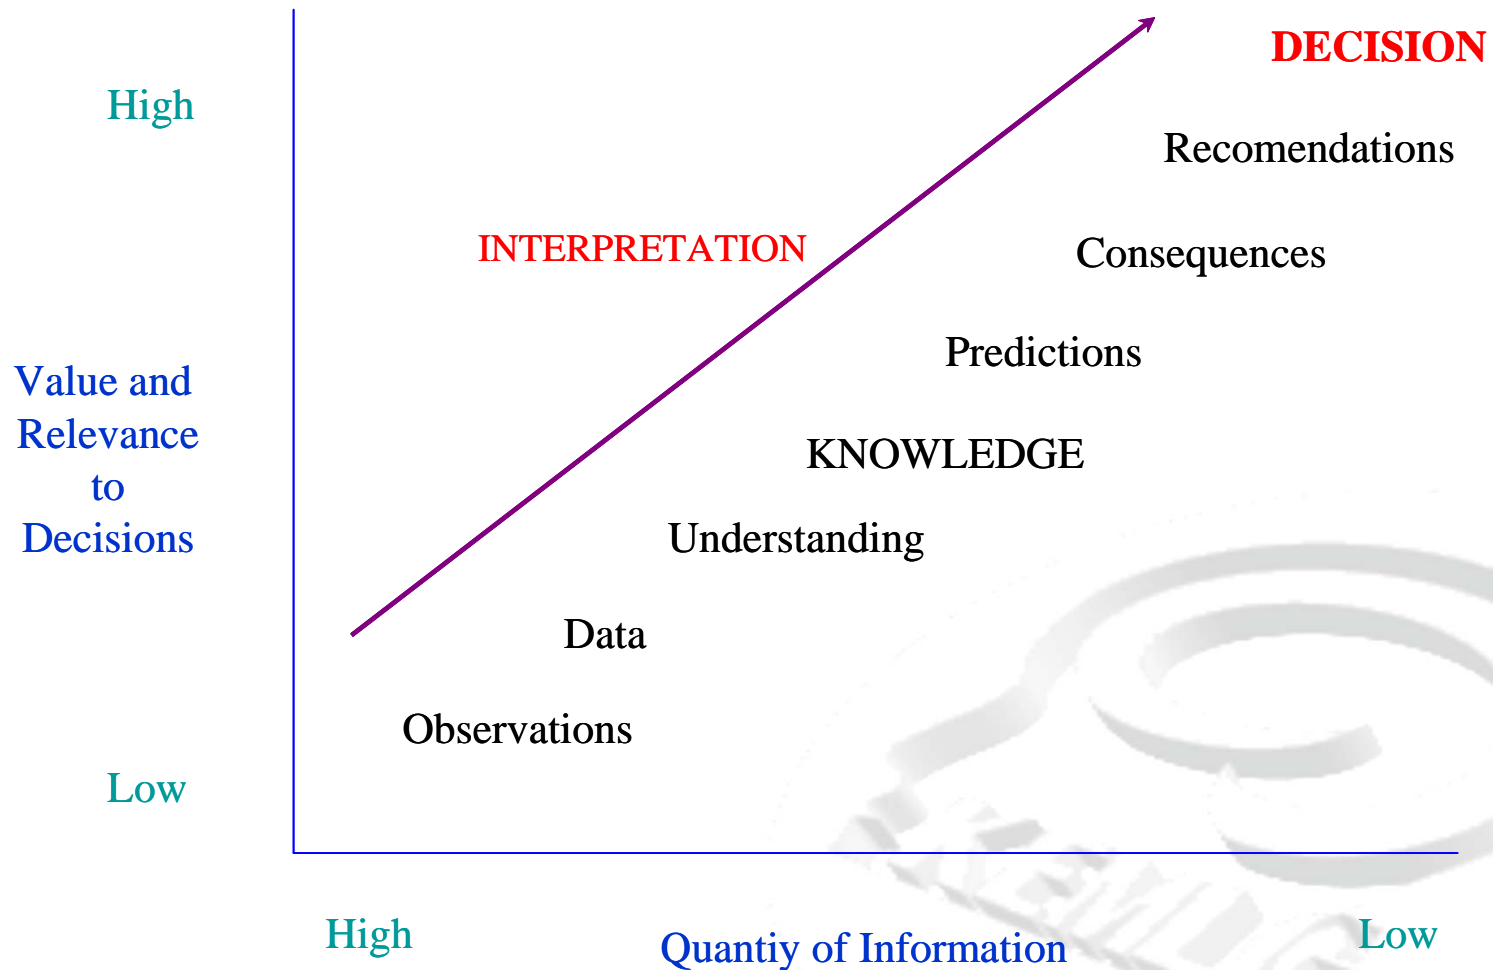 DECISION
High
Recomendations
INTERPRETATION
Consequences
Predictions
Value and
Relevance
to
Decisions
KNOWLEDGE
Understanding
Data
Observations
Low
High
Quantiy of Information
Low